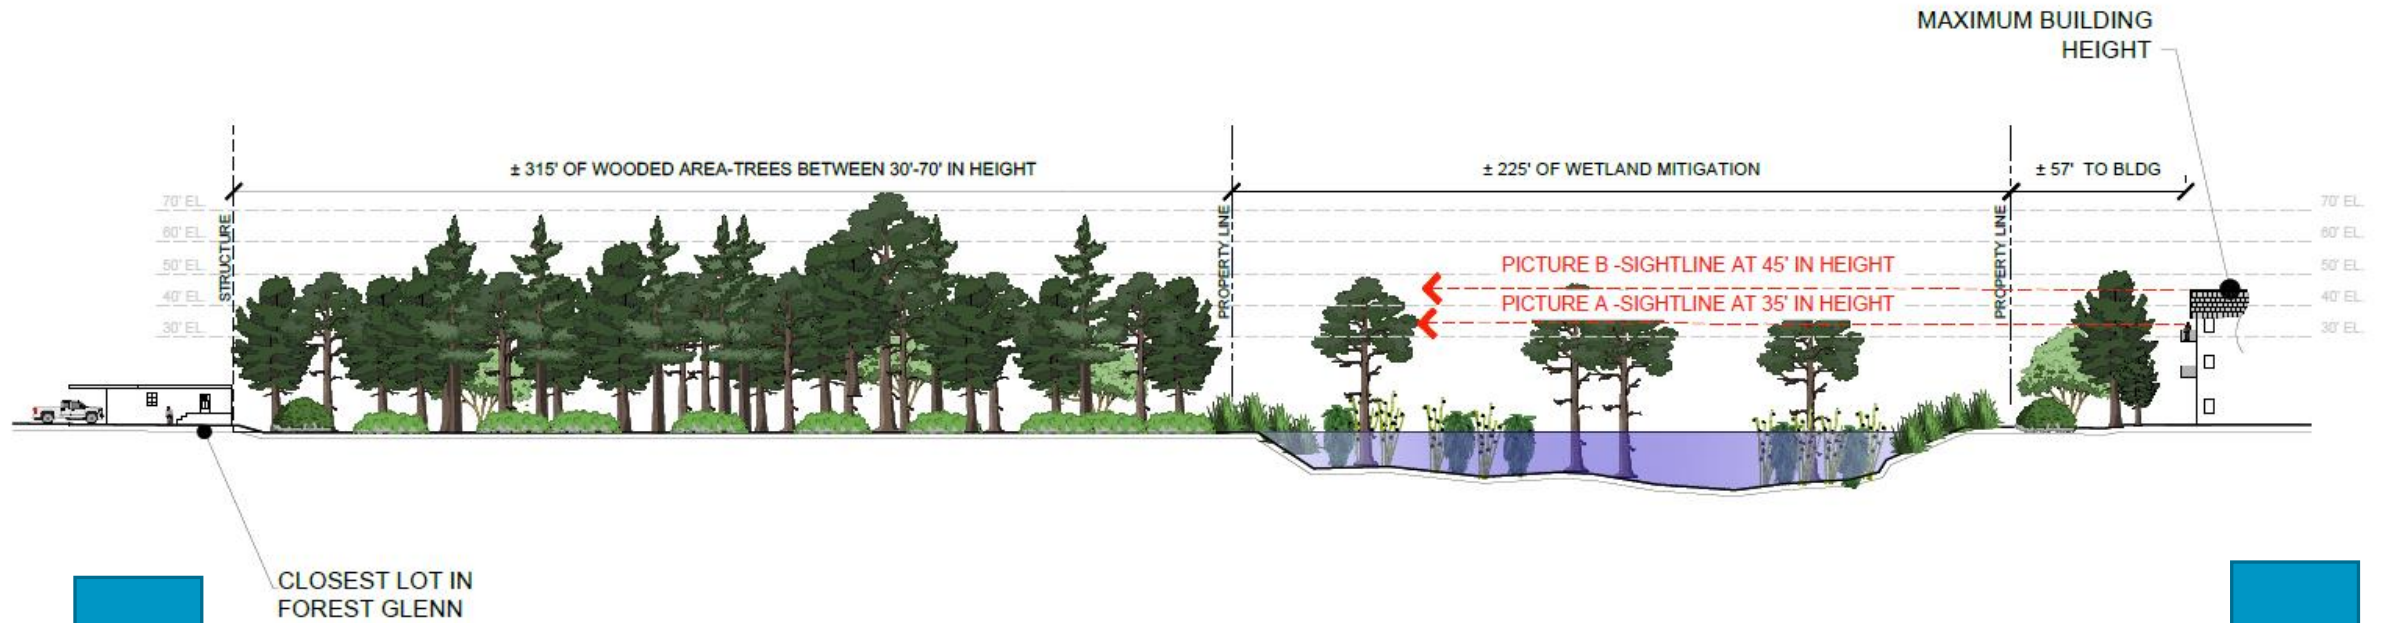 MAXIMUM BUILDING
HEIGHT
± 315' OF WOODED AREA-TREES BETWEEN 30'-70' IN HEIGHT
± 225' OF WETLAND MITIGATION
± 57' TO BLDG
70' EL.
60' EL.
50' EL.
40' EL.
30' EL.
STRUCTURE
PROPERTY LINE
PICTURE B -SIGHTLINE AT 45' IN HEIGHT
PICTURE A -SIGHTLINE AT 35' IN HEIGHT
PROPERTY LINE
70' EL.
60' EL.
50' EL.
40' EL.
30' EL.
CLOSEST LOT IN
FOREST GLENN